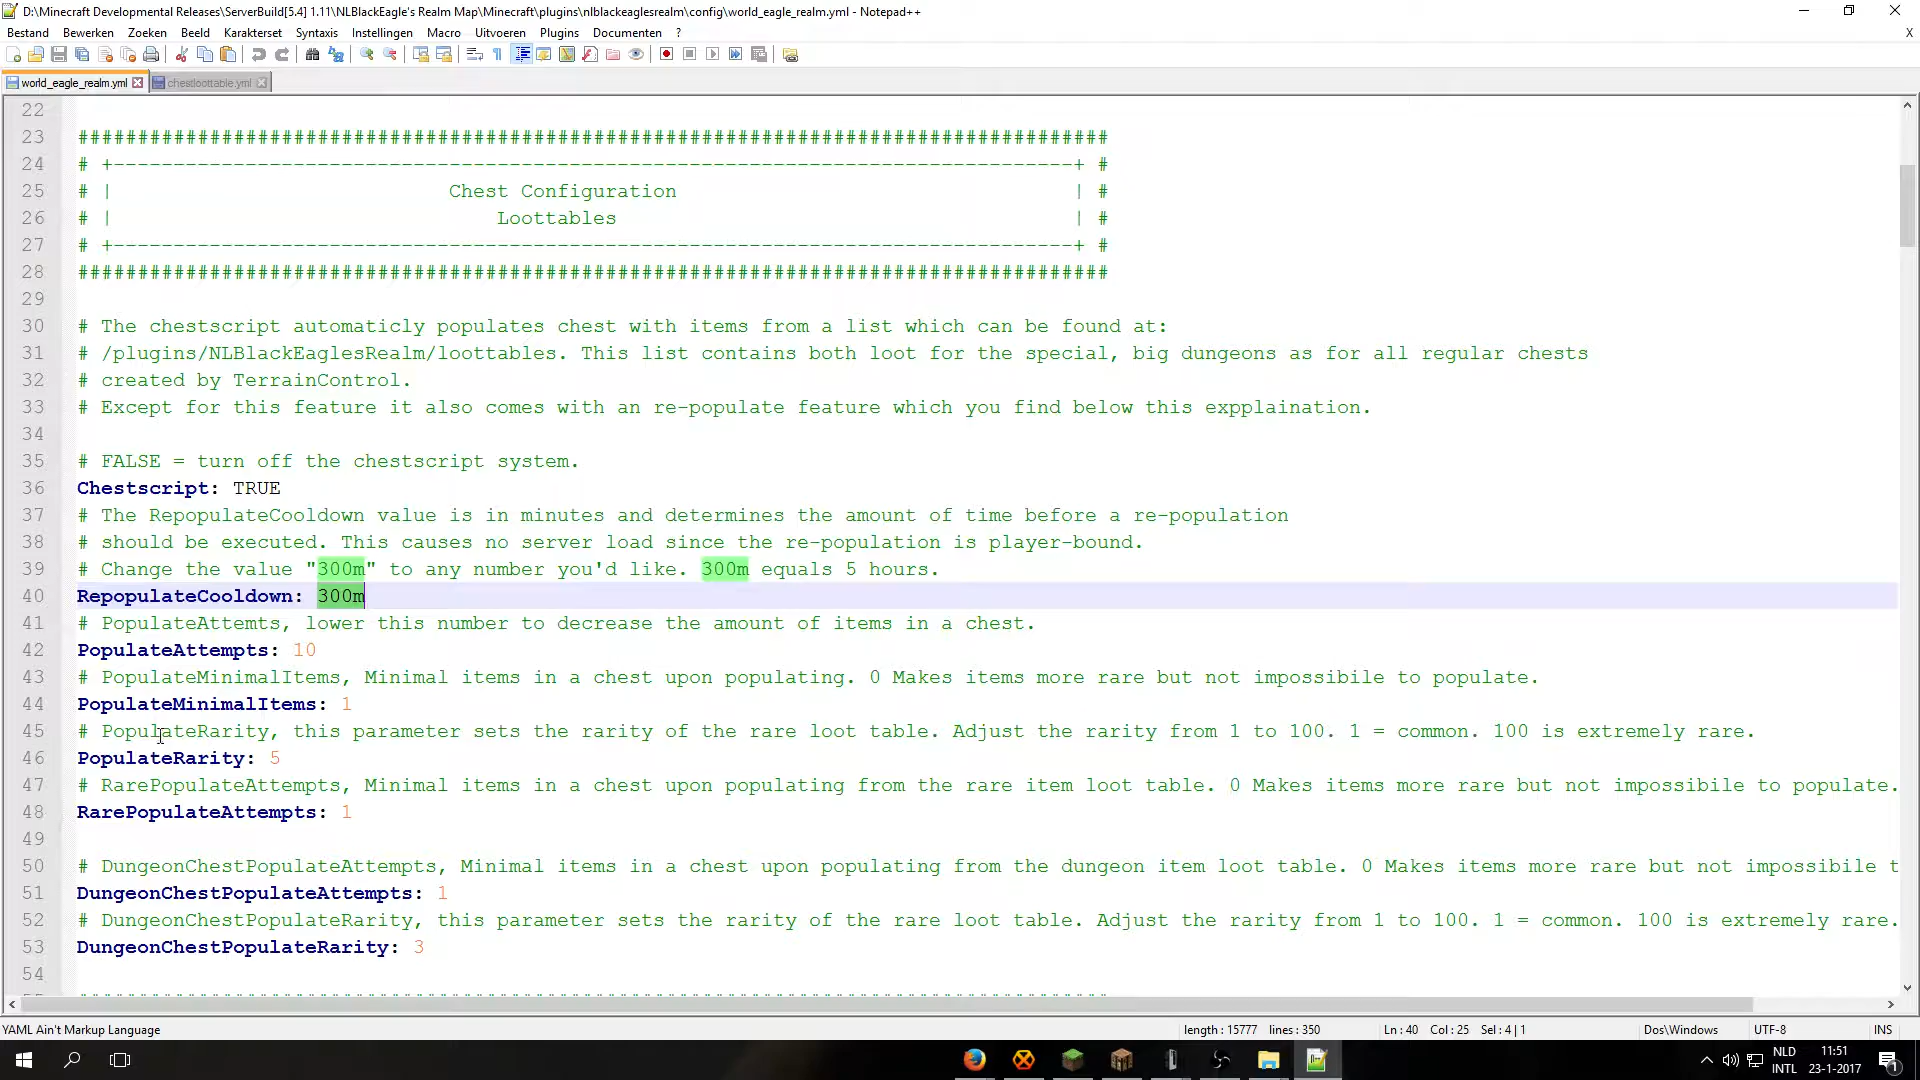 D:\Minecraft Developmental Releases\ServerBuild[5.4] 1.11\NLBlackEagle's Realm Map\Minecraft\plugins\nlblackeaglesrealm\config\world_eagle_realm.yml - Notepad++
Bestand Bewerken Zoeken Beeld Karakterset Syntaxis Instellingen Macro Uitvoeren Plugins Documenten ? X
world_eagle_realm.yml chestloottable.yml
22
23 ######################################################################################
24 # +--------------------------------------------------------------------------------+ #
25 # | Chest Configuration | #
26 # | Loottables | #
27 # +--------------------------------------------------------------------------------+ #
28 ######################################################################################
29
30 # The chestscript automaticly populates chest with items from a list which can be found at:
31 # /plugins/NLBlackEaglesRealm/loottables. This list contains both loot for the special, big dungeons as for all regular chests
32 # created by TerrainControl.
33 # Except for this feature it also comes with an re-populate feature which you find below this expplaination.
34
35 # FALSE = turn off the chestscript system.
36 Chestscript: TRUE
37 # The RepopulateCooldown value is in minutes and determines the amount of time before a re-population
38 # should be executed. This causes no server load since the re-population is player-bound.
39 # Change the value "300m" to any number you'd like. 300m equals 5 hours.
40 RepopulateCooldown: 300m
41 # PopulateAttemts, lower this number to decrease the amount of items in a chest.
42 PopulateAttempts: 10
43 # PopulateMinimalItems, Minimal items in a chest upon populating. 0 Makes items more rare but not impossibile to populate.
44 PopulateMinimalItems: 1
45 # PopulateRarity, this parameter sets the rarity of the rare loot table. Adjust the rarity from 1 to 100. 1 = common. 100 is extremely rare.
46 PopulateRarity: 5
47 # RarePopulateAttempts, Minimal items in a chest upon populating from the rare item loot table. 0 Makes items more rare but not impossibile to populate.
48 RarePopulateAttempts: 1
49
50 # DungeonChestPopulateAttempts, Minimal items in a chest upon populating from the dungeon item loot table. 0 Makes items more rare but not impossibile t
51 DungeonChestPopulateAttempts: 1
52 # DungeonChestPopulateRarity, this parameter sets the rarity of the rare loot table. Adjust the rarity from 1 to 100. 1 = common. 100 is extremely rare.
53 DungeonChestPopulateRarity: 3
54
YAML Ain't Markup Language length : 15777 lines : 350 Ln : 40 Col : 25 Sel : 4 | 1 Dos\Windows UTF-8 INS
NLD 11:51
INTL 23-1-2017 1